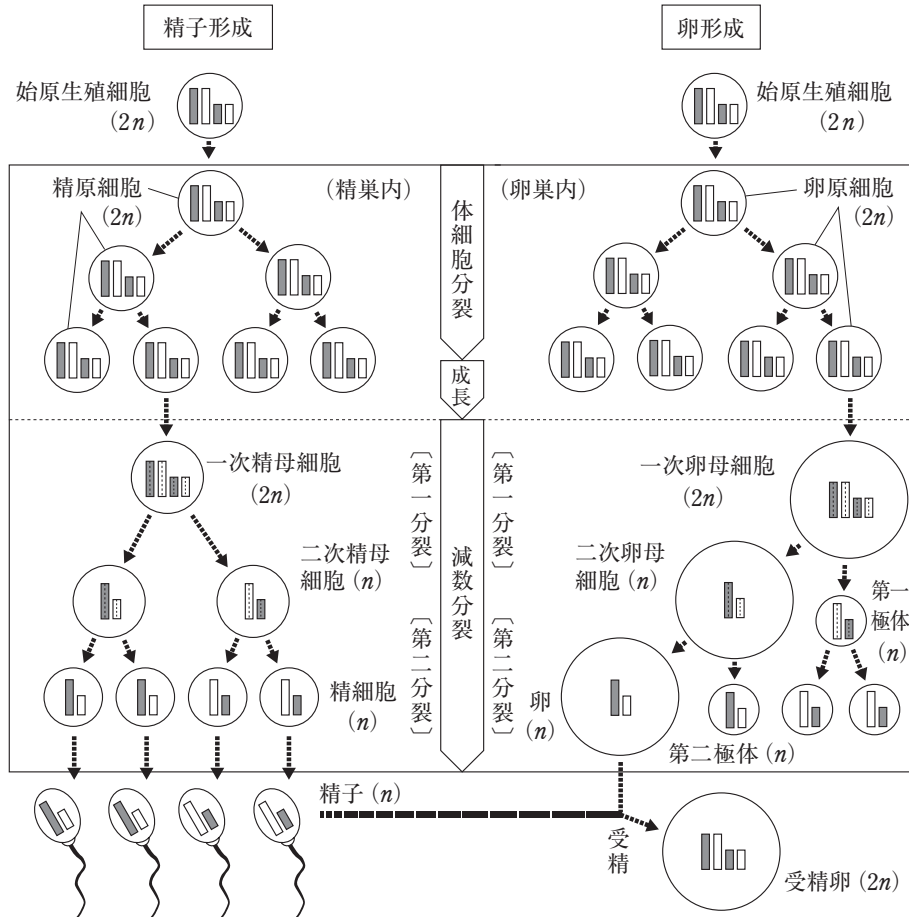 精子形成
卵形成
始原生殖細胞
(2n)
始原生殖細胞
(2n)
精原細胞
(2n)
(精巣内)
体細胞分裂
(卵巣内)
卵原細胞
(2n)
成長
一次精母細胞
(2n)
〔第一分裂〕
〔第一分裂〕
一次卵母細胞
(2n)
二次精母
細胞(n)
減数分裂
二次卵母
細胞(n)
第一
極体
(n)
精細胞
(n)
〔第二分裂〕
〔第二分裂〕
卵
(n)
第二極体(n)
精子(n)
受精
受精卵(2n)